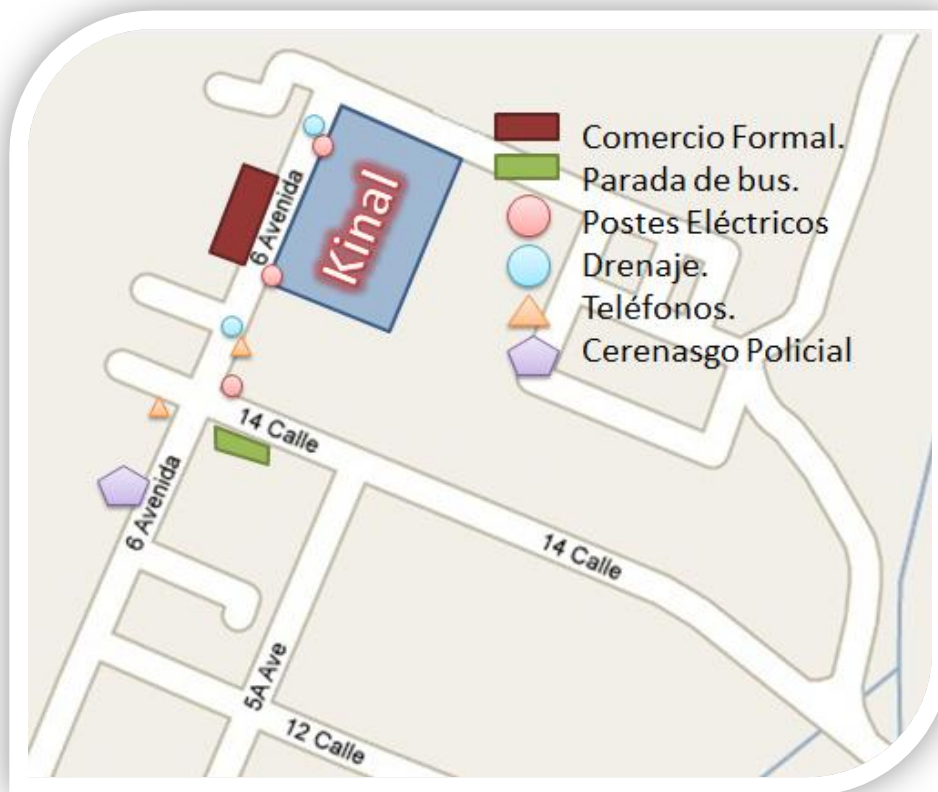 Comercio Formal.
Parada de bus.
Postes Eléctricos
Drenaje.
Teléfonos.
Cerenasgo Policial
Kinal
6 Avenida
14 Calle
6 Avenida
14 Calle
5A Ave
12 Calle